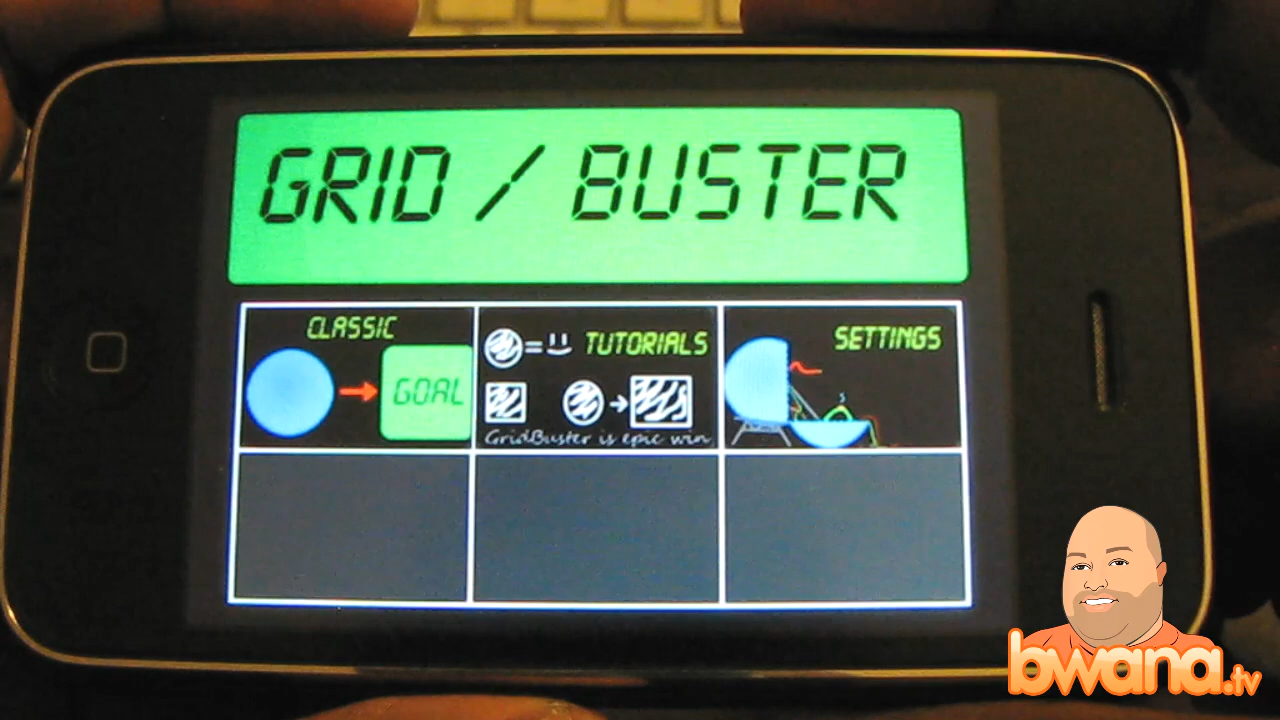 GRID / BUSTER
CLASSIC
GOAL
= TUTORIALS
GridBuster is epic win
SETTINGS
bwana.tv